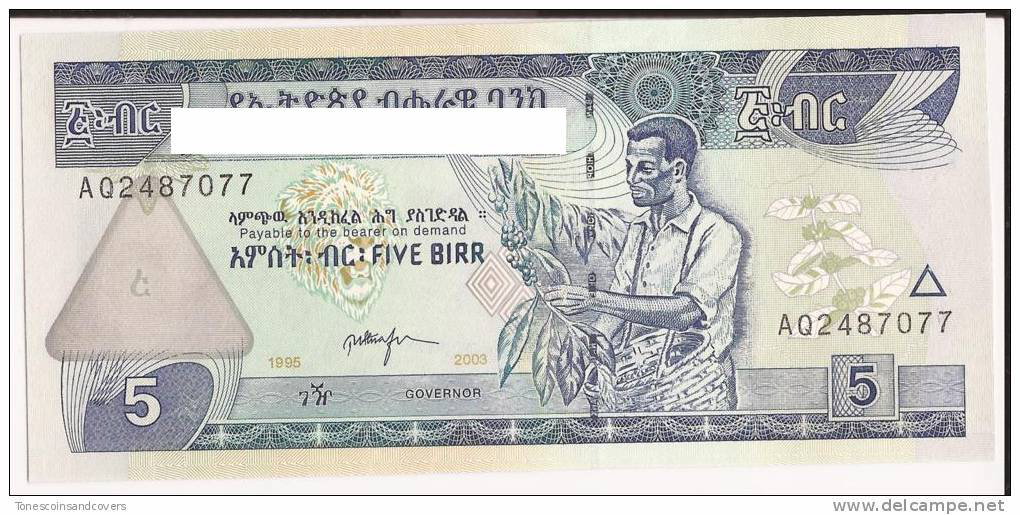 የኢትዮጵያ ብሔራዊ ባንክ
፭፡ብር
፭፡ብር
AQ2487077
ላምጭዉ እንዲከፈል ሕግ ያስገድዳል ።
Payable to the bearer on demand
አምስት፡ብር፡FIVE BIRR
AQ2487077
1995
2003
5
ገዥ
GOVERNOR
5
Tonescoinsandcovers
www.delcampe.net